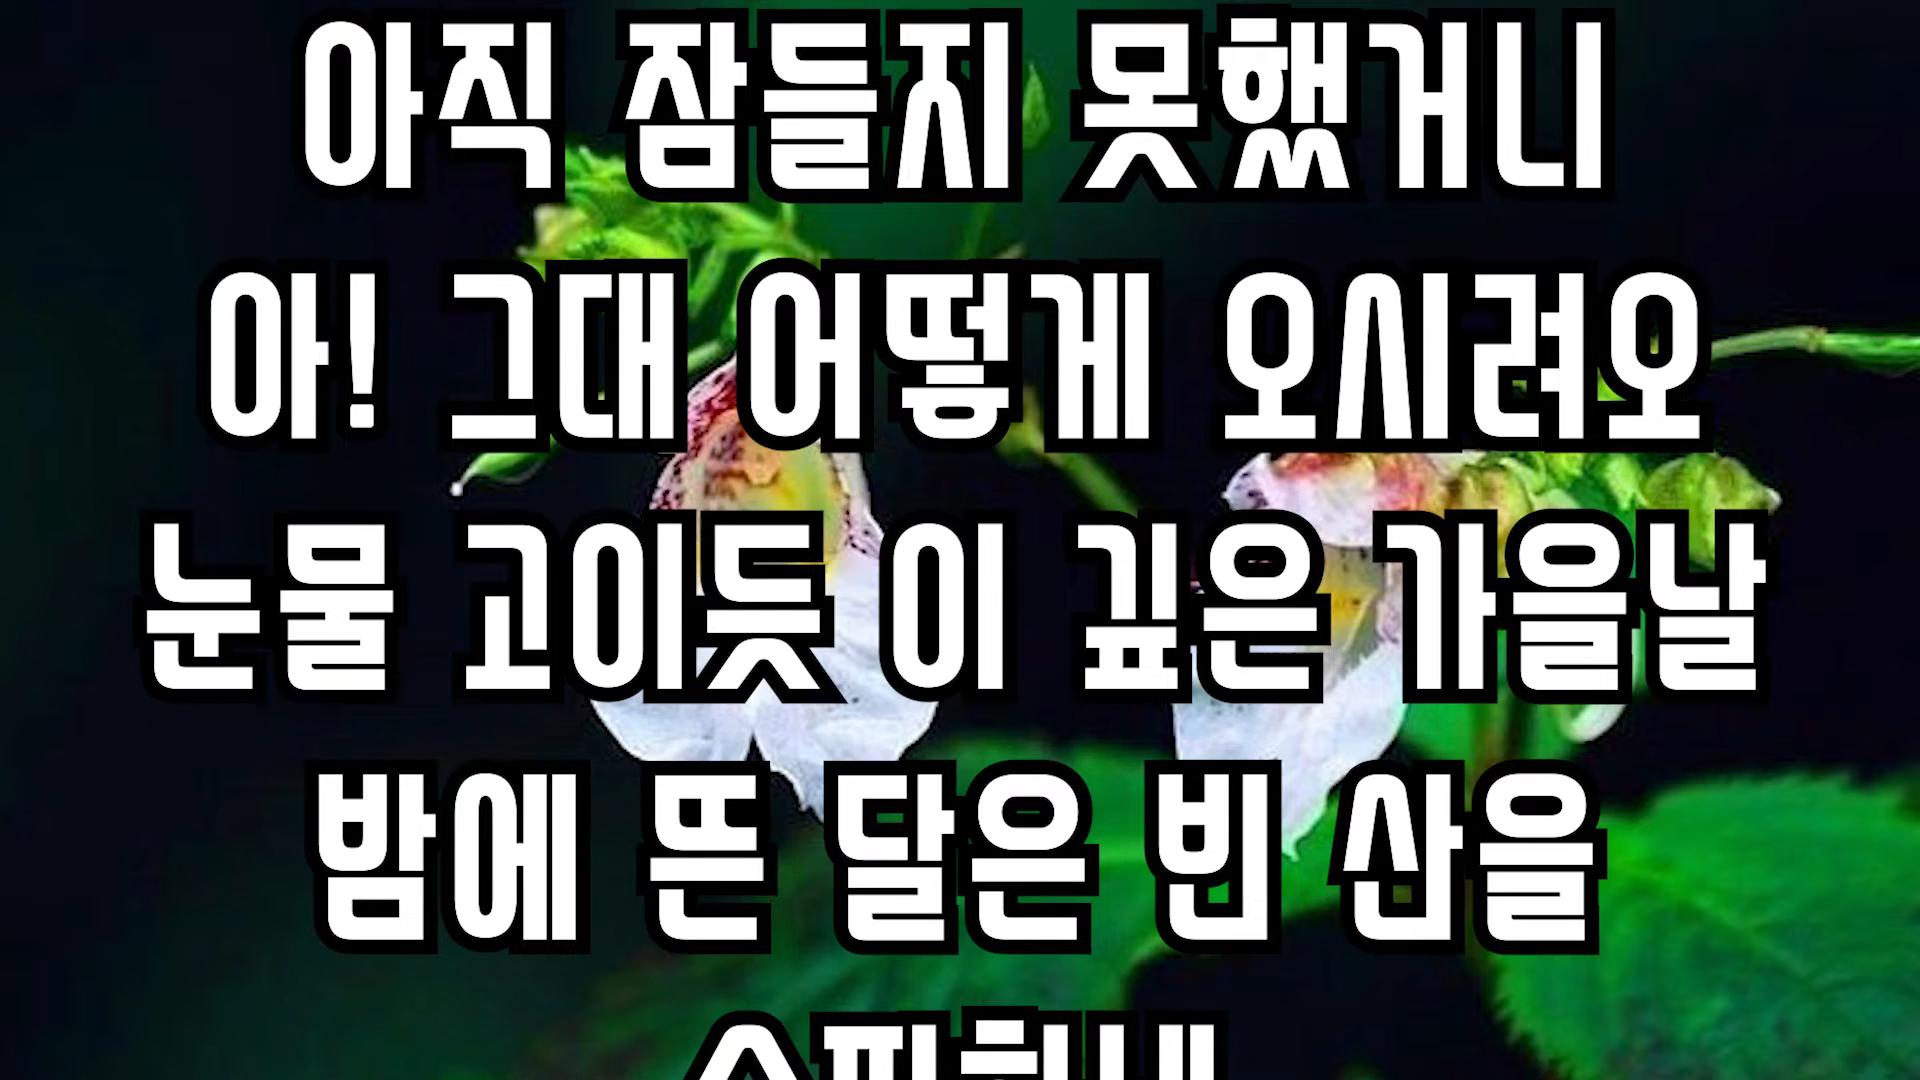 아직 잠들지 못했거니
아! 그대 어떻게 오시려오
눈물 고이듯 이 깊은 가을날
밤에 뜬 달은 빈 산을